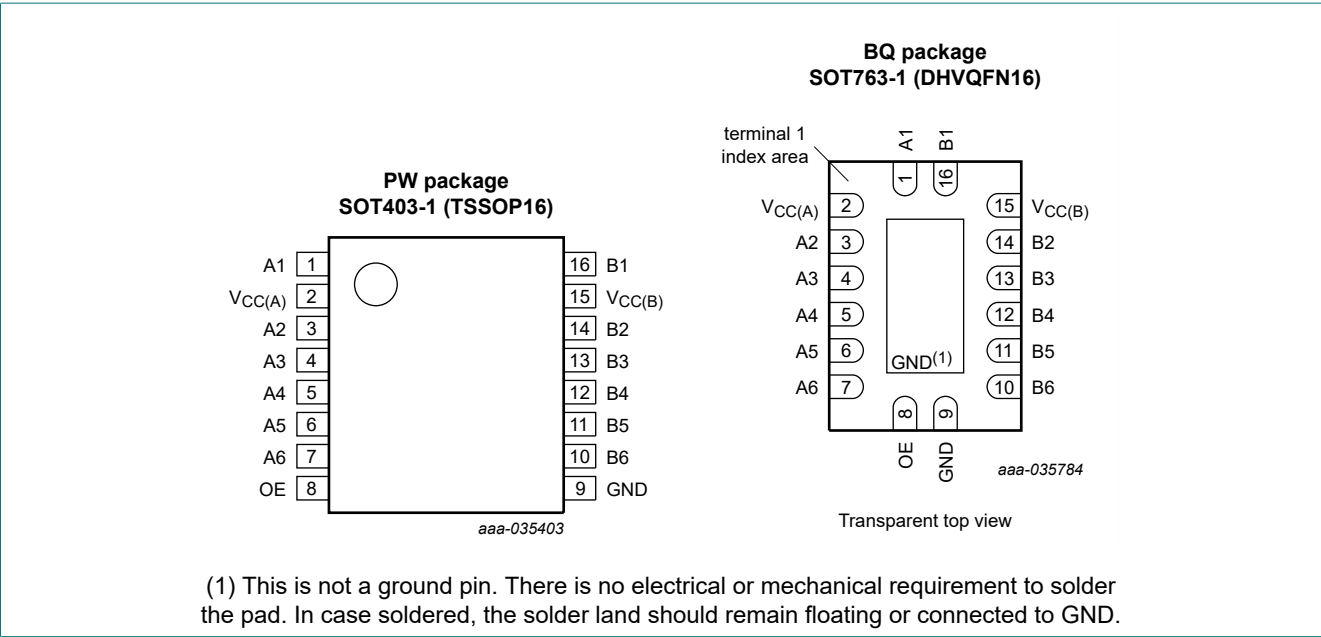 PW package
SOT403-1 (TSSOP16)
A1 1
VCC(A) 2
A2 3
A3 4
A4 5
A5 6
A6 7
OE 8
16 B1
15 VCC(B)
14 B2
13 B3
12 B4
11 B5
10 B6
9 GND
aaa-035403
BQ package
SOT763-1 (DHVQFN16)
terminal 1
index area
A1
B1
1
16
VCC(A) 2
A2 3
A3 4
A4 5
A5 6
A6 7
15 VCC(B)
14 B2
13 B3
12 B4
11 B5
10 B6
GND(1)
8
9
OE
GND
aaa-035784
Transparent top view
(1) This is not a ground pin. There is no electrical or mechanical requirement to solder
the pad. In case soldered, the solder land should remain floating or connected to GND.